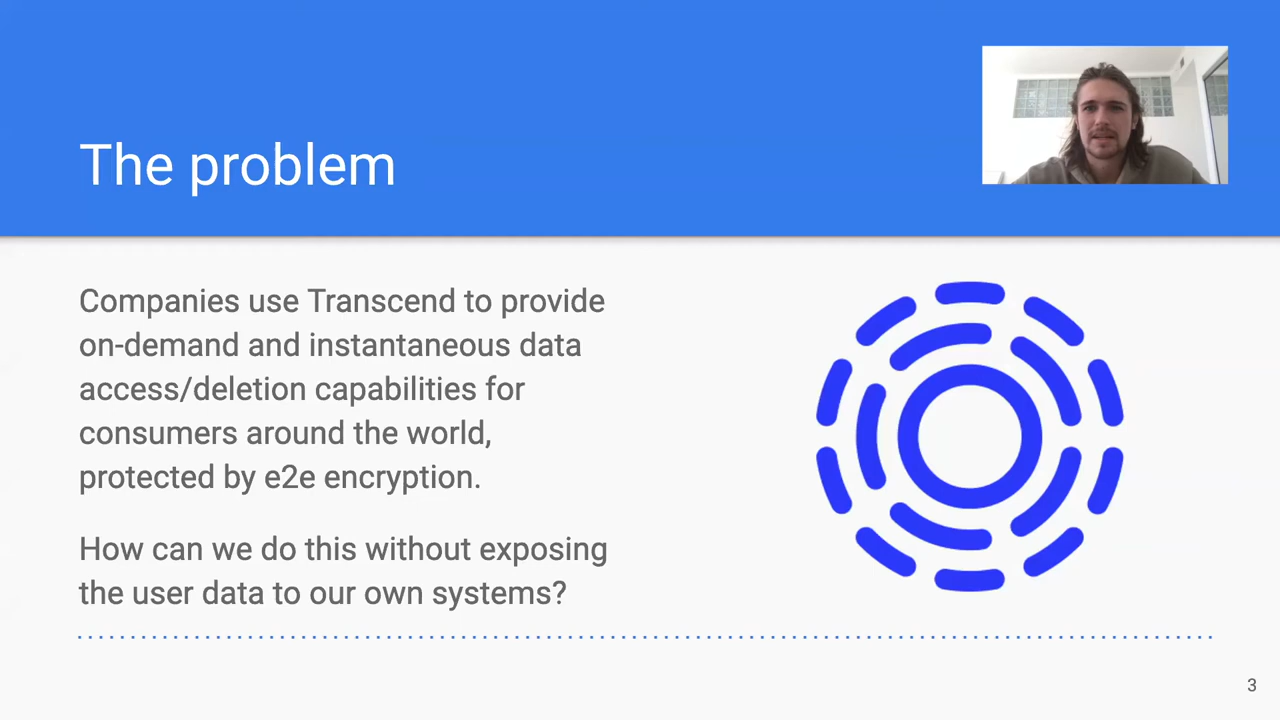 The problem
Companies use Transcend to provide
on-demand and instantaneous data
access/deletion capabilities for
consumers around the world,
protected by e2e encryption.
How can we do this without exposing
the user data to our own systems?
3